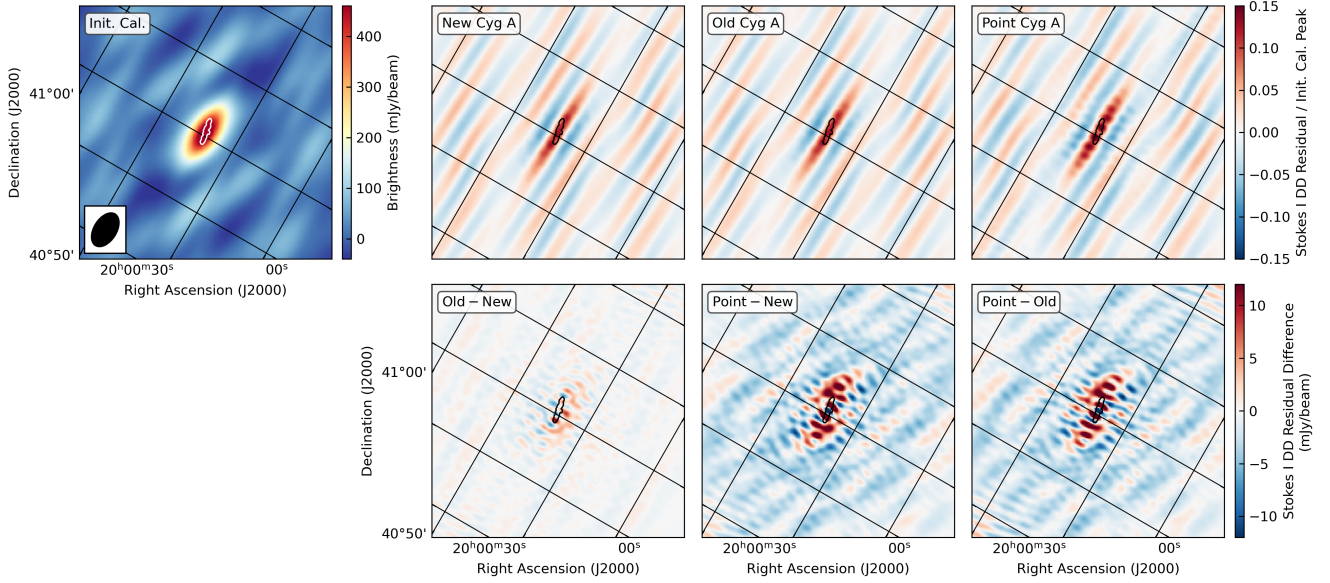 Init. Cal.
41°00'
40°50'
Declination (J2000)
20ʰ00ᵐ30ˢ
00ˢ
Right Ascension (J2000)
400
300
200
100
0
Brightness (mJy/beam)
New Cyg A
Old Cyg A
Point Cyg A
0.15
0.10
0.05
0.00
−0.05
−0.10
−0.15
Stokes I DD Residual / Init. Cal. Peak
Old − New
Point − New
Point − Old
41°00'
40°50'
Declination (J2000)
20ʰ00ᵐ30ˢ
00ˢ
20ʰ00ᵐ30ˢ
00ˢ
20ʰ00ᵐ30ˢ
00ˢ
Right Ascension (J2000)
Right Ascension (J2000)
Right Ascension (J2000)
10
5
0
−5
−10
Stokes I DD Residual Difference
(mJy/beam)